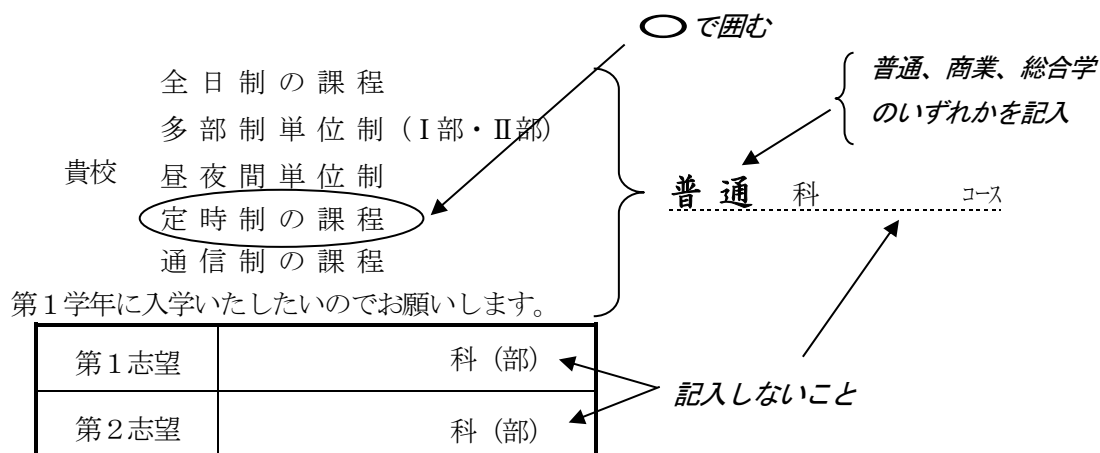 ○で囲む
普通、商業、総合学
のいずれかを記入
全日制の課程
多部制単位制（Ⅰ部・Ⅱ部）
貴校
昼夜間単位制
定時制の課程
通信制の課程
普通 科 コース
第１学年に入学いたしたいのでお願いします。
第１志望 科（部）
第２志望 科（部）
記入しないこと